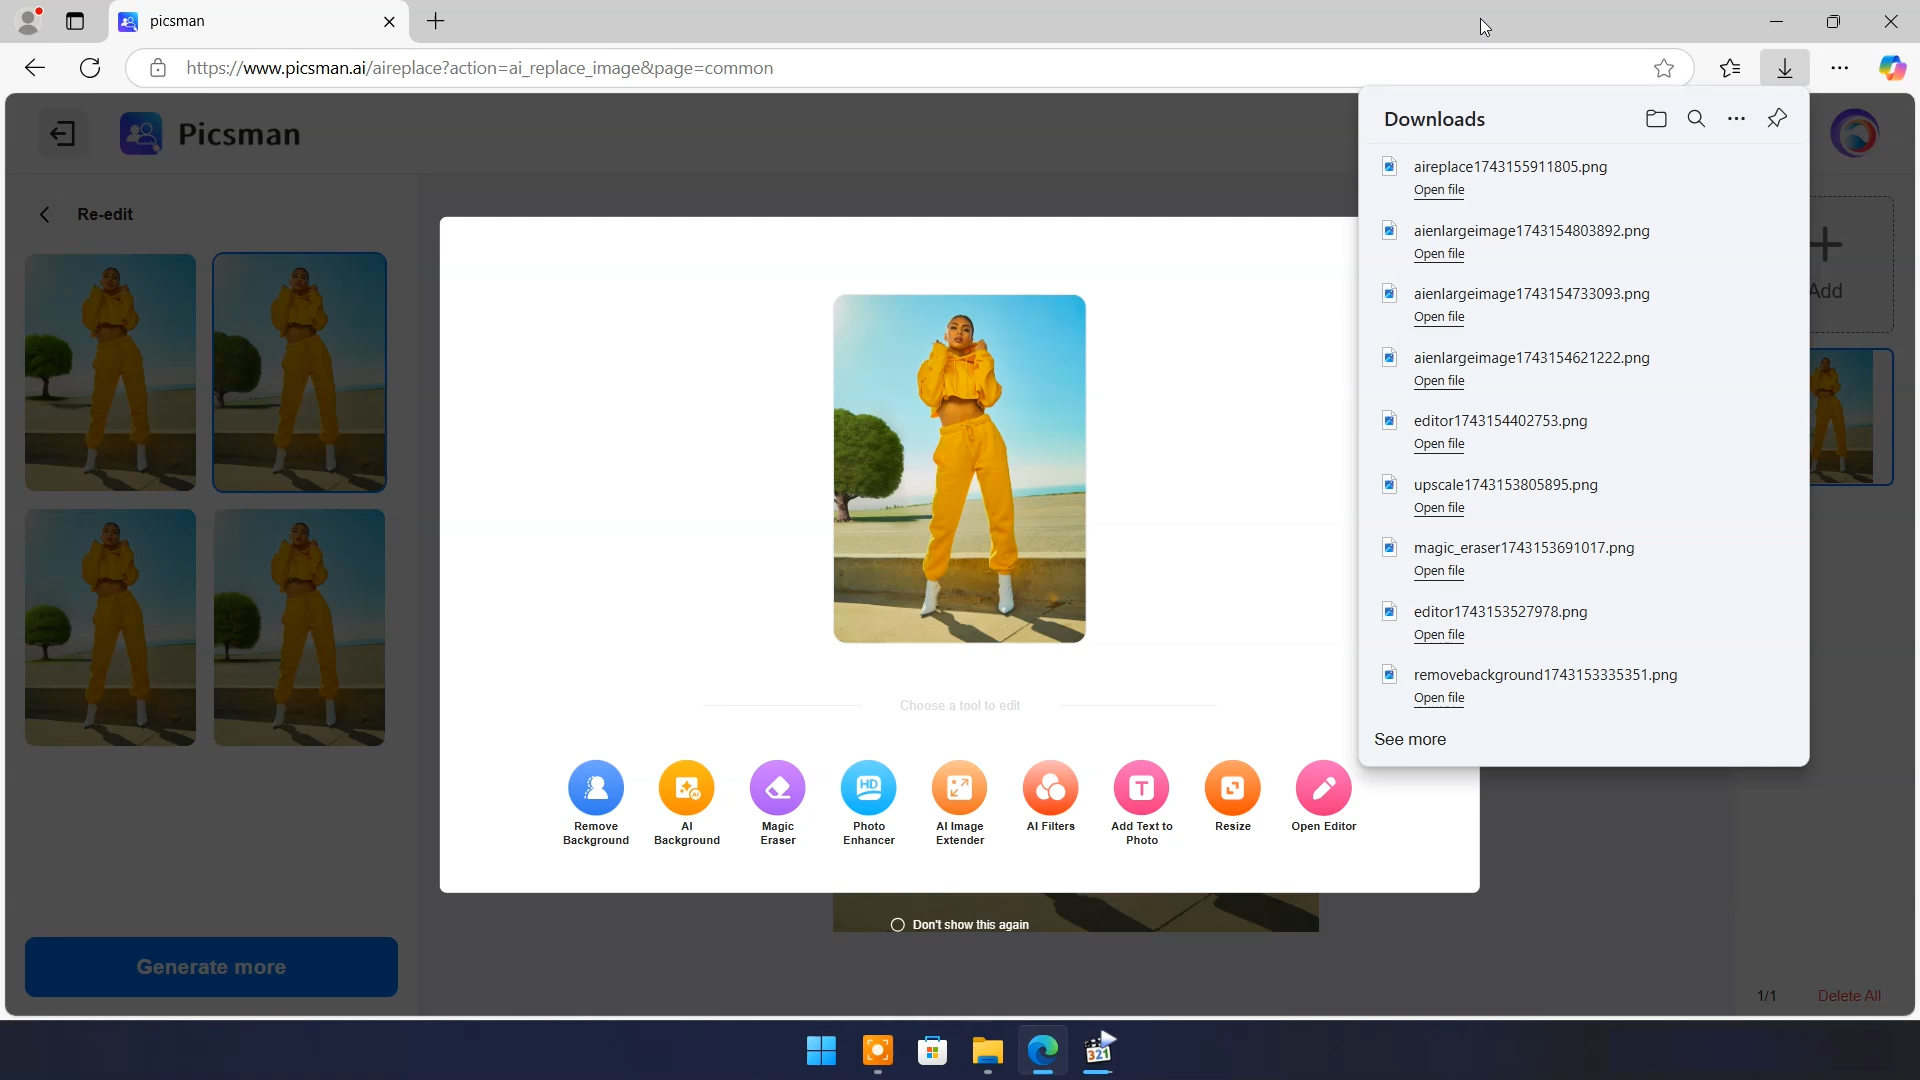 picsman
https://www.picsman.ai/aireplace?action=ai_replace_image&page=common
Picsman
Re-edit
Generate more
Choose a tool to edit
Remove Background
AI Background
Magic Eraser
HD
Photo Enhancer
AI Image Extender
AI Filters
T
Add Text to Photo
Resize
Open Editor
Don't show this again
Downloads
aireplace1743155911805.png
Open file
aienlargeimage1743154803892.png
Open file
aienlargeimage1743154733093.png
Open file
aienlargeimage1743154621222.png
Open file
editor1743154402753.png
Open file
upscale1743153805895.png
Open file
magic_eraser1743153691017.png
Open file
editor1743153527978.png
Open file
removebackground1743153335351.png
Open file
See more
Add
1/1
Delete All
321